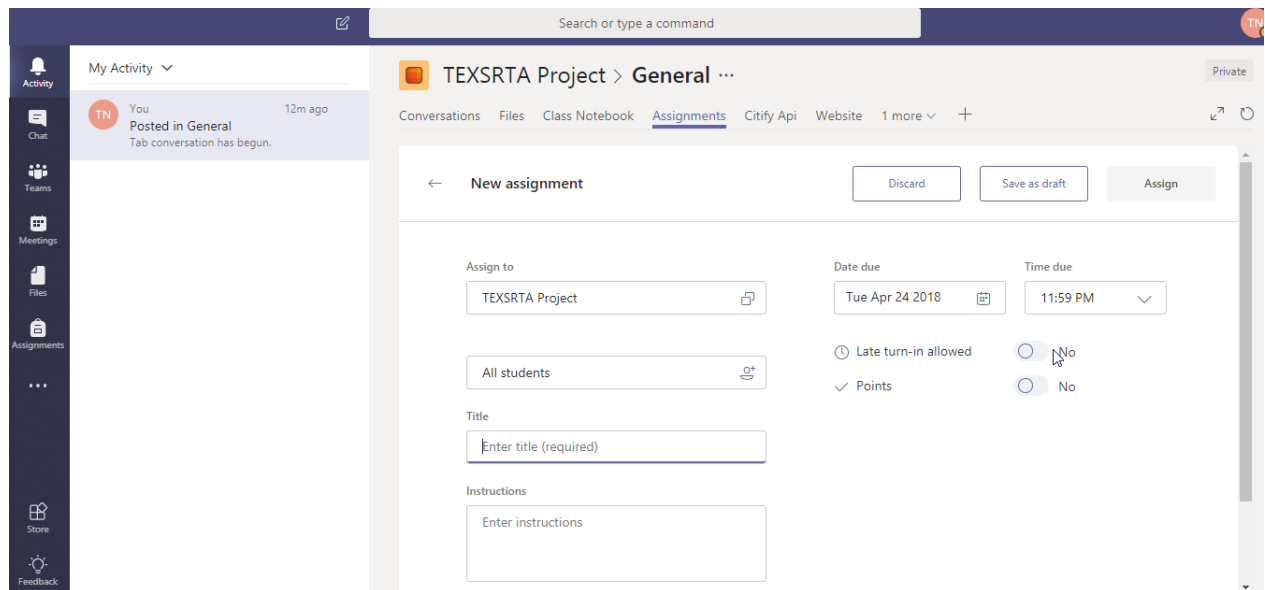 Search or type a command
TN
Activity
Chat
Teams
Meetings
Files
Assignments
Store
Feedback
My Activity
TN
You 12m ago
Posted in General
Tab conversation has begun.
TEXSRTA Project > General ...
Private
Conversations Files Class Notebook Assignments Citify Api Website 1 more +
New assignment
Discard Save as draft Assign
Assign to
TEXSRTA Project
All students
Title
Enter title (required)
Instructions
Enter instructions
Date due Time due
Tue Apr 24 2018 11:59 PM
Late turn-in allowed No
Points No